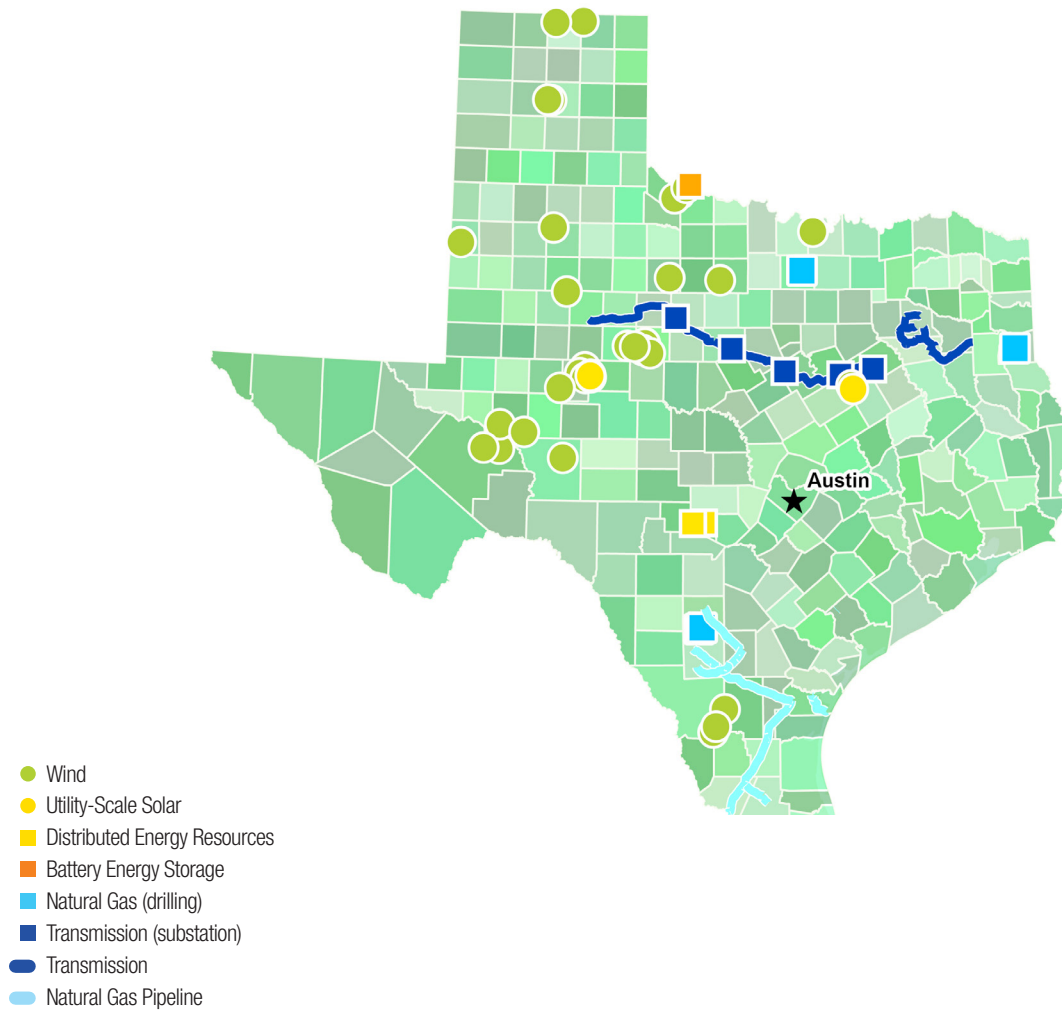 Austin
Wind
Utility-Scale Solar
Distributed Energy Resources
Battery Energy Storage
Natural Gas (drilling)
Transmission (substation)
Transmission
Natural Gas Pipeline